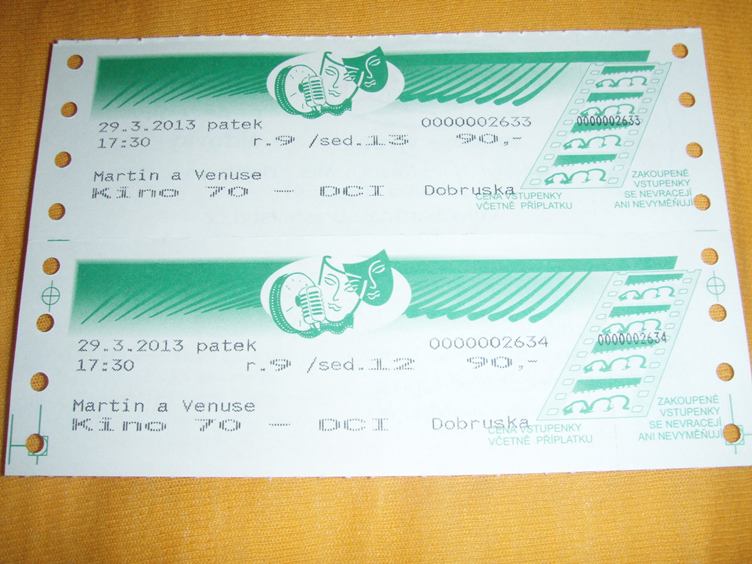 29.3.2013 patek 0000002633
17:30 r.9 /sed.13 90,-
0000002633
Martin a Venuse
Kino 70 - DCI Dobruska
CENA VSTUPENKY
VČETNĚ PŘÍPLATKU
ZAKOUPENÉ
VSTUPENKY
SE NEVRACEJÍ
ANI NEVYMĚŇUJÍ
29.3.2013 patek 0000002634
17:30 r.9 /sed.12 90,-
0000002634
Martin a Venuse
Kino 70 - DCI Dobruska
CENA VSTUPENKY
VČETNĚ PŘÍPLATKU
ZAKOUPENÉ
VSTUPENKY
SE NEVRACEJÍ
ANI NEVYMĚŇUJÍ